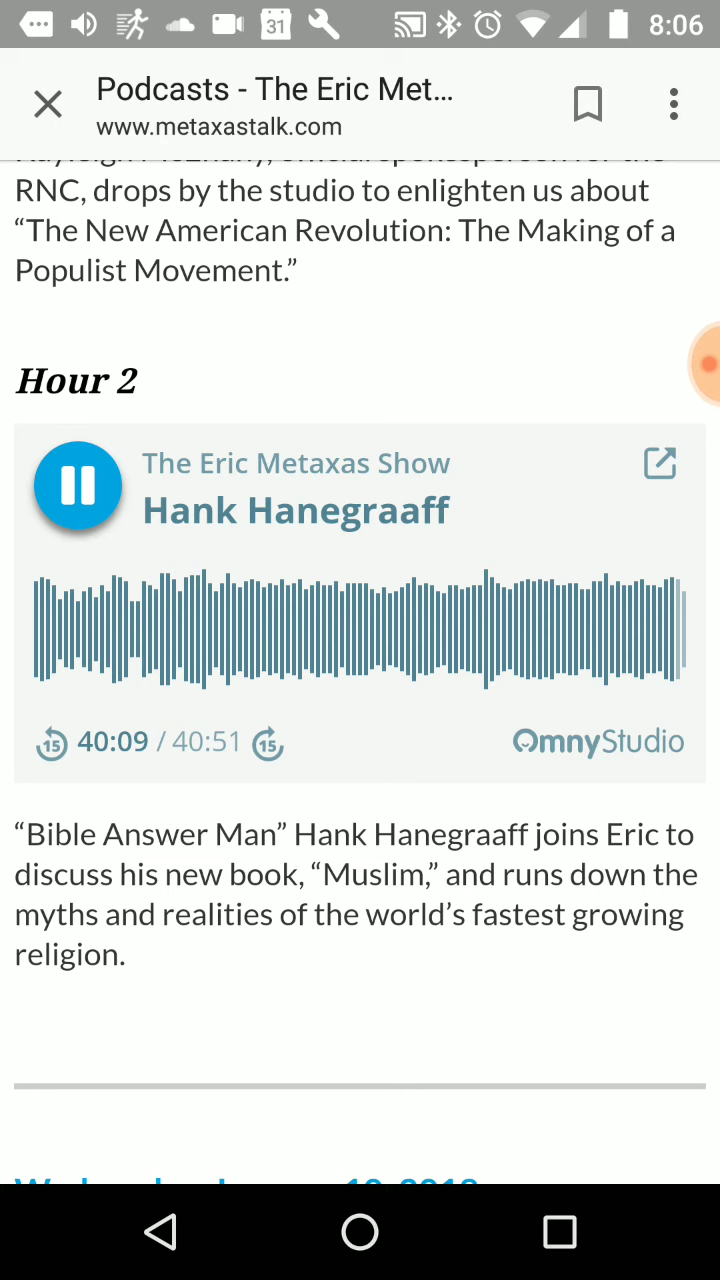 31
8:06
Podcasts - The Eric Met...
www.metaxastalk.com
RNC, drops by the studio to enlighten us about
“The New American Revolution: The Making of a
Populist Movement.”
Hour 2
The Eric Metaxas Show
Hank Hanegraaff
15 40:09 / 40:51 15
OmnyStudio
“Bible Answer Man” Hank Hanegraaff joins Eric to
discuss his new book, “Muslim,” and runs down the
myths and realities of the world’s fastest growing
religion.